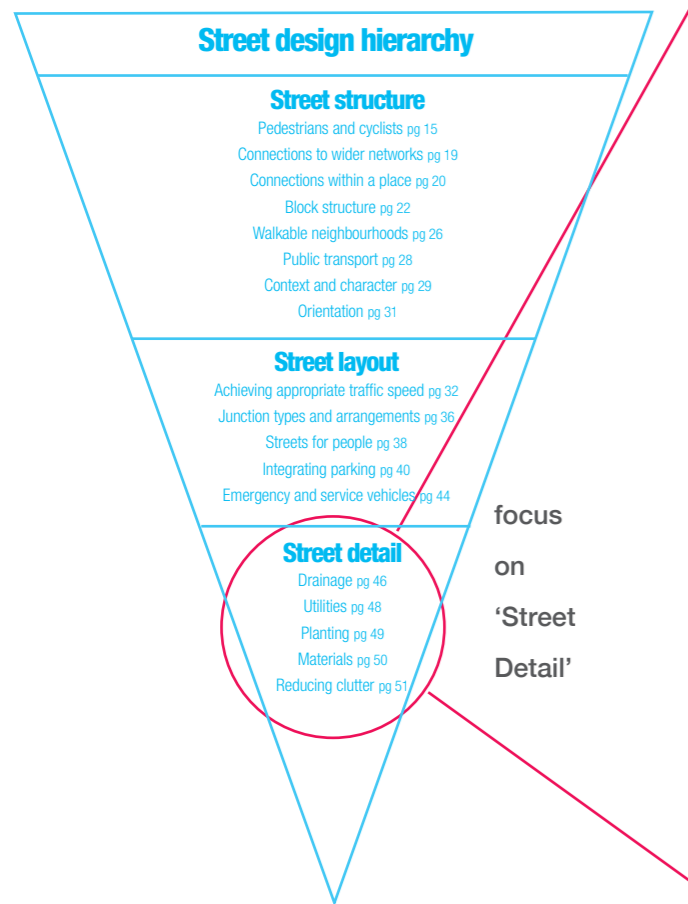 Street design hierarchy
Street structure
Pedestrians and cyclists pg 15
Connections to wider networks pg 19
Connections within a place pg 20
Block structure pg 22
Walkable neighbourhoods pg 26
Public transport pg 28
Context and character pg 29
Orientation pg 31
Street layout
Achieving appropriate traffic speed pg 32
Junction types and arrangements pg 36
Streets for people pg 38
Integrating parking pg 40
Emergency and service vehicles pg 44
Street detail
Drainage pg 46
Utilities pg 48
Planting pg 49
Materials pg 50
Reducing clutter pg 51
focus
on
‘Street
Detail’